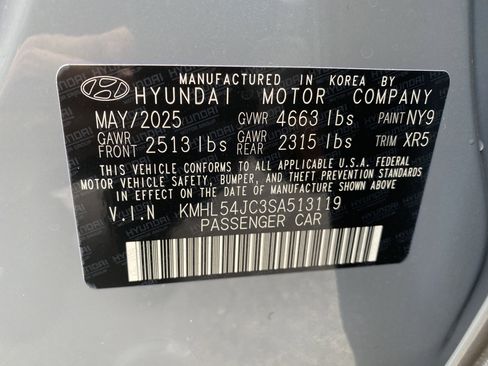 MANUFACTURED IN KOREA BY
HYUNDAI MOTOR COMPANY
MAY/2025 GVWR 4663 lbs PAINT NY9
GAWR FRONT 2513 lbs GAWR REAR 2315 lbs TRIM XR5
THIS VEHICLE CONFORMS TO ALL APPLICABLE U.S.A. FEDERAL
MOTOR VEHICLE SAFETY, BUMPER, AND THEFT PREVENTION STANDARDS
IN EFFECT ON THE DATE OF MANUFACTURE SHOWN ABOVE.
V.I.N KMHL54JC3SA513119
PASSENGER CAR